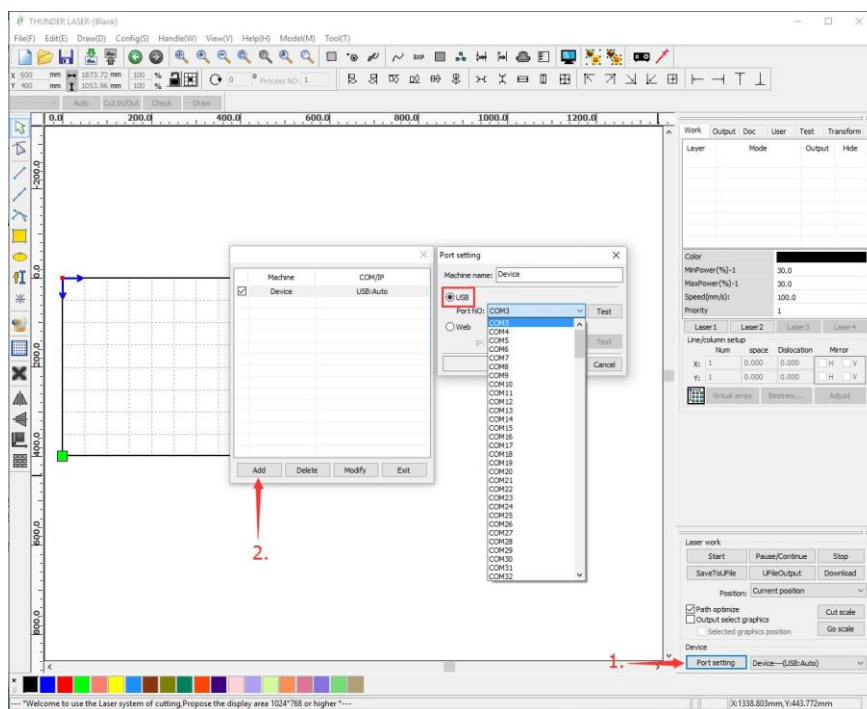 THUNDER LASER-(Blank)
File(F) Edit(E) Draw(D) Config(S) Handle(W) View(V) Help(H) Model(M) Tool(T)
X 600 mm 1873.72 mm 100 % 0 ° Process NO: 1
Y 400 mm 1053.96 mm 100 %
Auto Cut In/Out Check Draw
0.0 200.0 400.0 600.0 800.0 1000.0 1200.0
-200.0
0.0
200.0
400.0
600.0
800.0
Machine COM/IP
Device USB:Auto
Add Delete Modify Exit
2.
Port setting
Machine name: Device
USB
Port NO: COM3 Test
Web
IP: Test
Cancel
COM3
COM4
COM5
COM6
COM7
COM8
COM9
COM10
COM11
COM12
COM13
COM14
COM15
COM16
COM17
COM18
COM19
COM20
COM21
COM22
COM23
COM24
COM25
COM26
COM27
COM28
COM29
COM30
COM31
COM32
Work Output Doc User Test Transform
Layer Mode Output Hide
Color
MinPower(%)-1 30.0
MaxPower(%)-1 30.0
Speed(mm/s): 100.0
Priority 1
Laser1 Laser2 Laser3 Laser4
Line/column setup
Num space Dislocation Mirror
X: 1 0.000 0.000 H V
Y: 1 0.000 0.000 H V
Virtual array Bestrew... Adjust
Laser work
Start Pause/Continue Stop
SaveToUFile UFileOutput Download
Position: Current position
Path optimize
Output select graphics
Selected graphics position
Cut scale
Go scale
Device
1.
Port setting Device---(USB:Auto)
--- "Welcome to use the Laser system of cutting,Propose the display area 1024*768 or higher "---
X:1338.803mm,Y:443.772mm